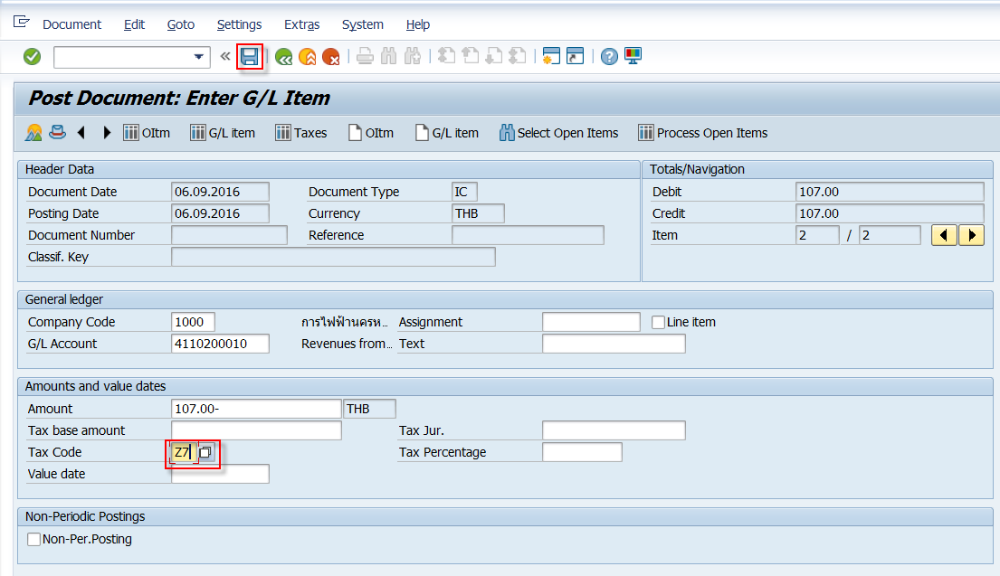 Document Edit Goto Settings Extras System Help
Post Document: Enter G/L Item
OItm G/L item Taxes OItm G/L item Select Open Items Process Open Items
Header Data
Document Date 06.09.2016 Document Type IC
Posting Date 06.09.2016 Currency THB
Document Number Reference
Classif. Key
Totals/Navigation
Debit 107.00
Credit 107.00
Item 2 / 2
General ledger
Company Code 1000 การไฟฟ้านครห... Assignment Line item
G/L Account 4110200010 Revenues from... Text
Amounts and value dates
Amount 107.00- THB
Tax base amount Tax Jur.
Tax Code Z7 Tax Percentage
Value date
Non-Periodic Postings
Non-Per.Posting